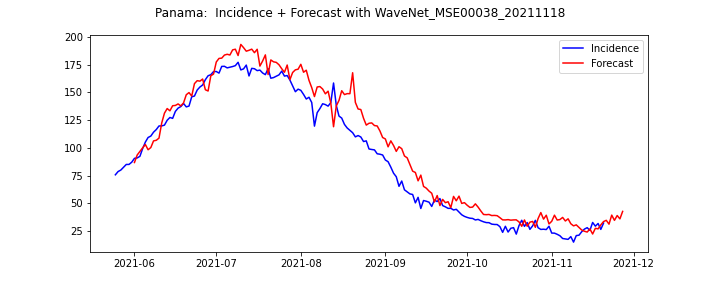 Panama:  Incidence + Forecast with WaveNet_MSE00038_20211118
Incidence
Forecast
200
175
150
125
100
75
50
25
2021-06 2021-07 2021-08 2021-09 2021-10 2021-11 2021-12